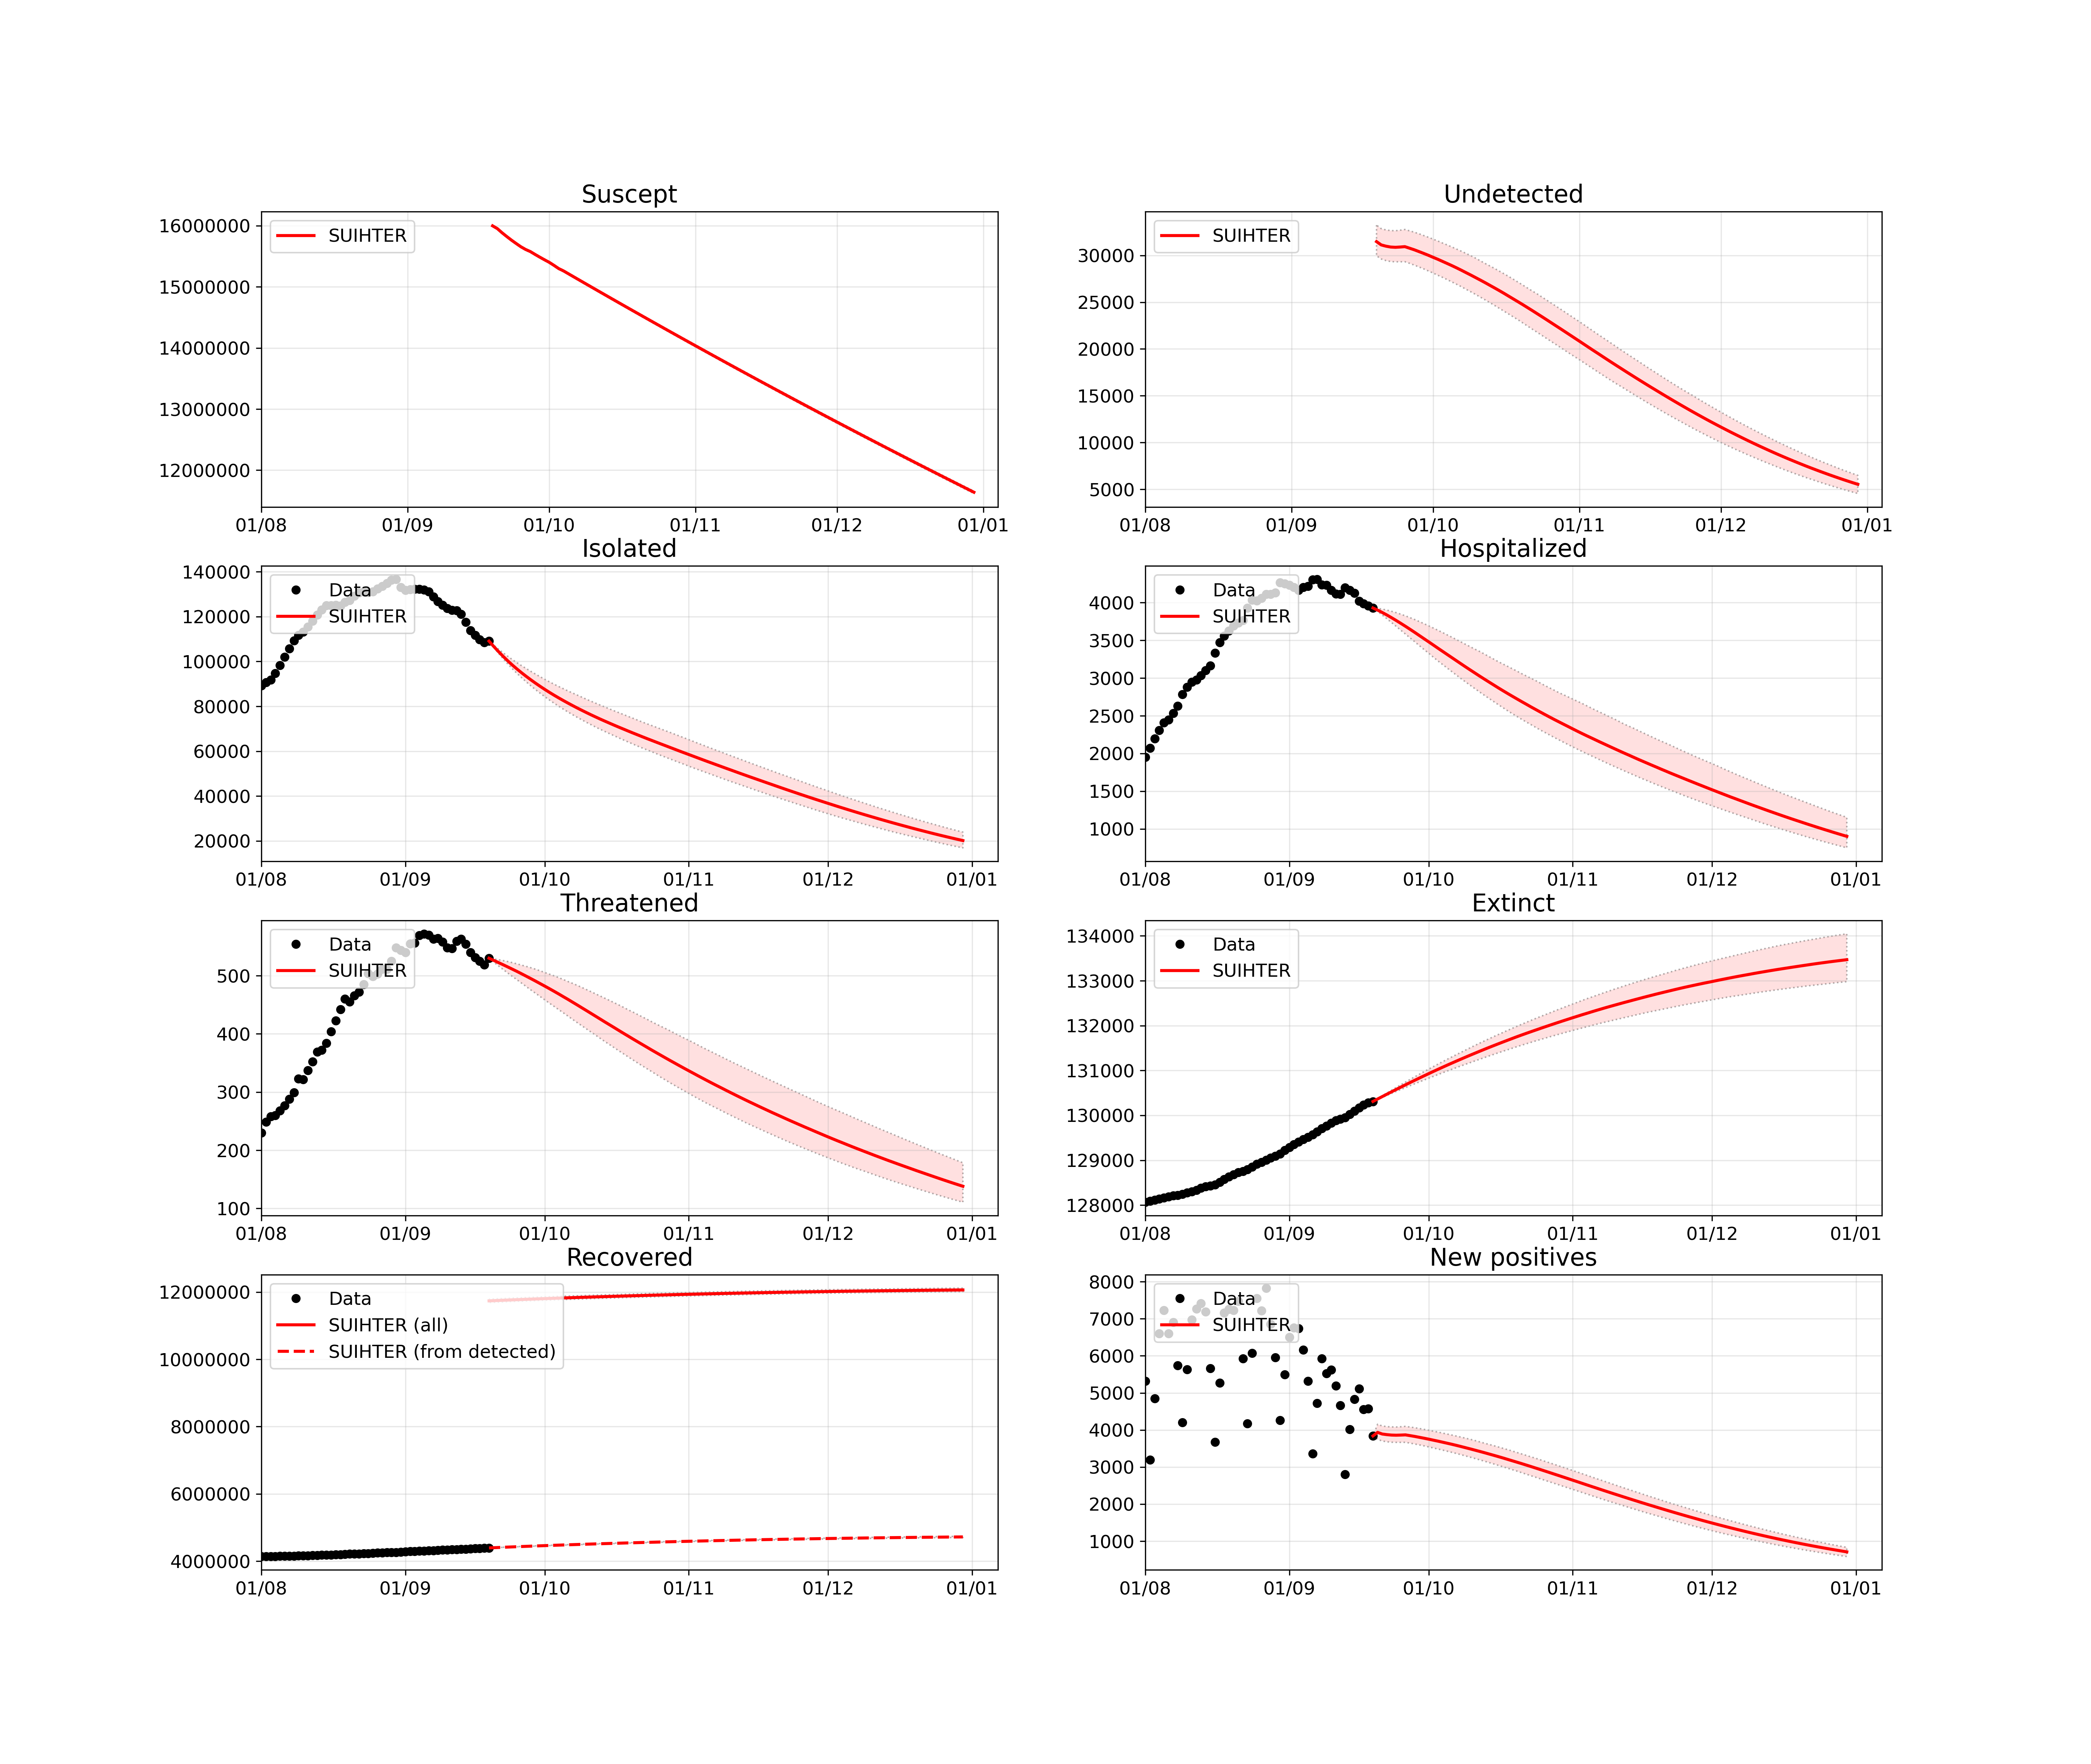 Suscept
SUIHTER
16000000
15000000
14000000
13000000
12000000
01/08 01/09 01/10 01/11 01/12 01/01
Undetected
SUIHTER
30000
25000
20000
15000
10000
5000
01/08 01/09 01/10 01/11 01/12 01/01
Isolated
Data
SUIHTER
140000
120000
100000
80000
60000
40000
20000
01/08 01/09 01/10 01/11 01/12 01/01
Hospitalized
Data
SUIHTER
4000
3500
3000
2500
2000
1500
1000
01/08 01/09 01/10 01/11 01/12 01/01
Threatened
Data
SUIHTER
500
400
300
200
100
01/08 01/09 01/10 01/11 01/12 01/01
Extinct
Data
SUIHTER
134000
133000
132000
131000
130000
129000
128000
01/08 01/09 01/10 01/11 01/12 01/01
Recovered
Data
SUIHTER (all)
SUIHTER (from detected)
12000000
10000000
8000000
6000000
4000000
01/08 01/09 01/10 01/11 01/12 01/01
New positives
Data
SUIHTER
8000
7000
6000
5000
4000
3000
2000
1000
01/08 01/09 01/10 01/11 01/12 01/01